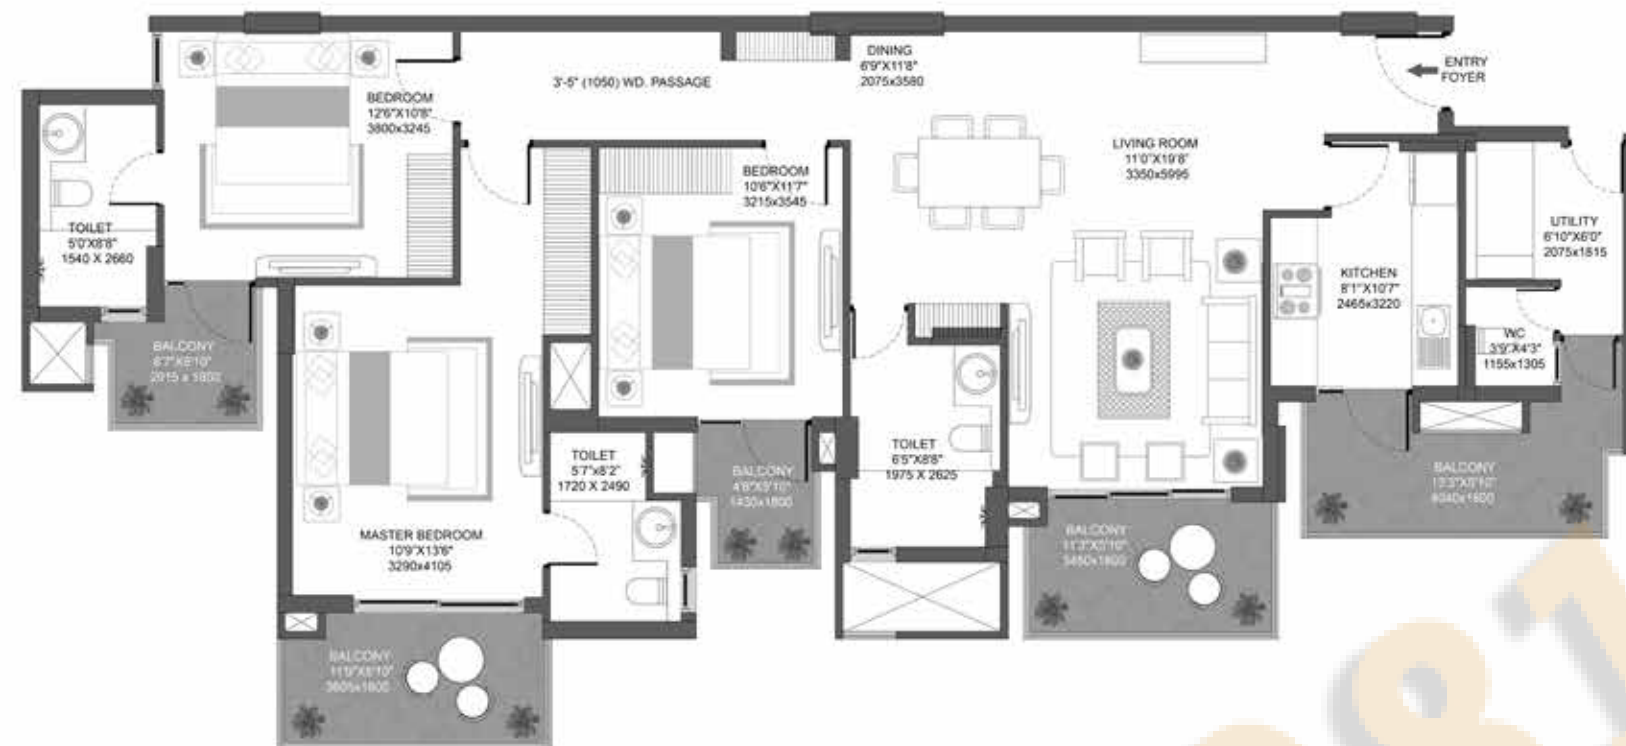 DINING
6'9"X11'8"
2075x3580
ENTRY
FOYER
3'-5" (1050) WD. PASSAGE
BEDROOM
12'6"X10'8"
3800x3245
LIVING ROOM
11'0"X19'8"
3350x5995
BEDROOM
10'6"X11'7"
3215x3545
TOILET
5'0"X8'8"
1540 X 2660
UTILITY
6'10"X6'0"
2075x1815
KITCHEN
8'1"X10'7"
2465x3220
WC
3'9"X4'3"
1155x1305
BALCONY
TOILET
6'5"X8'8"
1975 X 2625
TOILET
5'7"x8'2"
1720 X 2490
BALCONY
BALCONY
MASTER BEDROOM
10'9"X13'6"
3290x4105
BALCONY
BALCONY